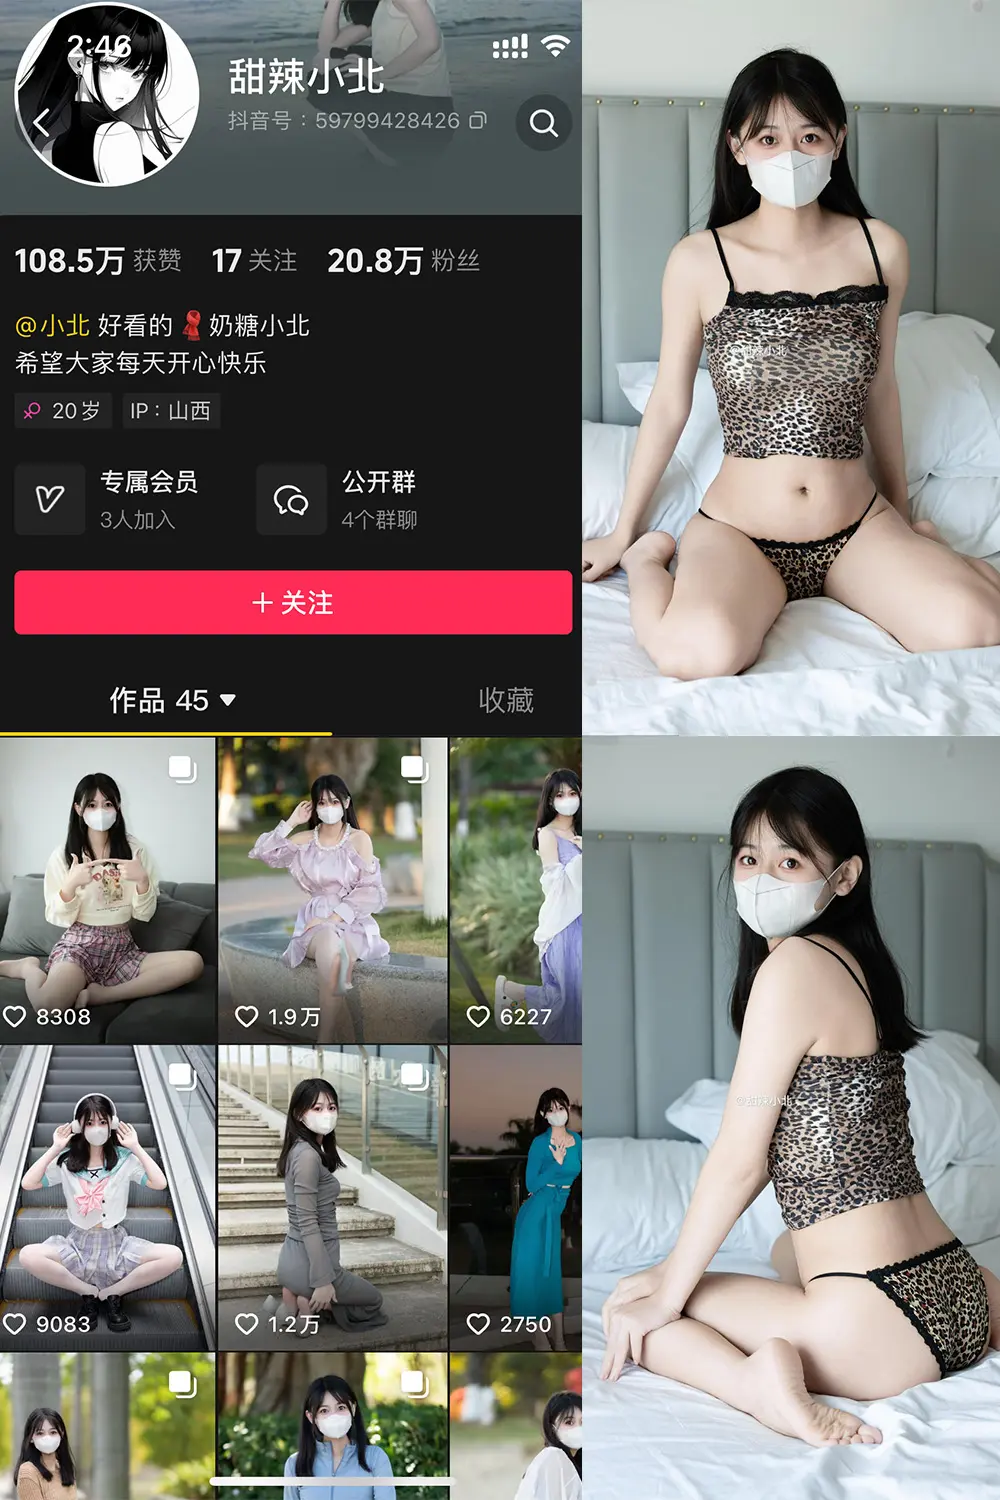 2:46
甜辣小北
抖音号：59799428426
108.5万 获赞 17 关注 20.8万 粉丝
@小北 好看的 奶糖小北
希望大家每天开心快乐
20岁 IP：山西
专属会员
3人加入
公开群
4个群聊
+ 关注
作品 45
收藏
8308
1.9万
6227
9083
1.2万
2750
@甜辣小北
@甜辣小北